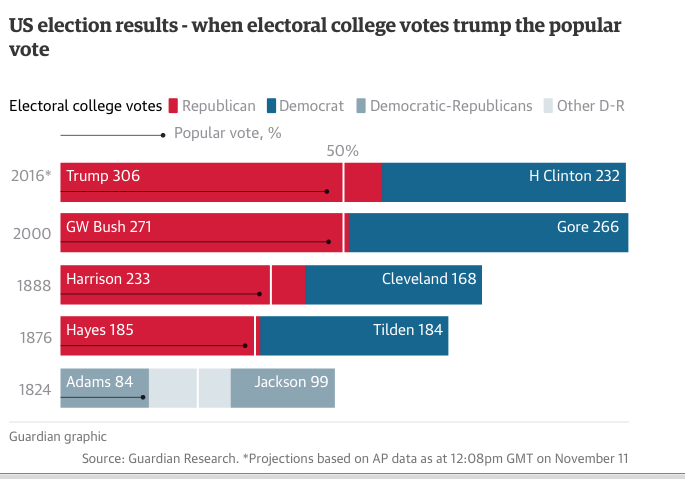 US election results - when electoral college votes trump the popular
vote
Electoral college votes Republican Democrat Democratic-Republicans Other D-R
Popular vote, %
50%
2016* Trump 306 H Clinton 232
2000 GW Bush 271 Gore 266
1888 Harrison 233 Cleveland 168
1876 Hayes 185 Tilden 184
1824 Adams 84 Jackson 99
Guardian graphic
Source: Guardian Research. *Projections based on AP data as at 12:08pm GMT on November 11